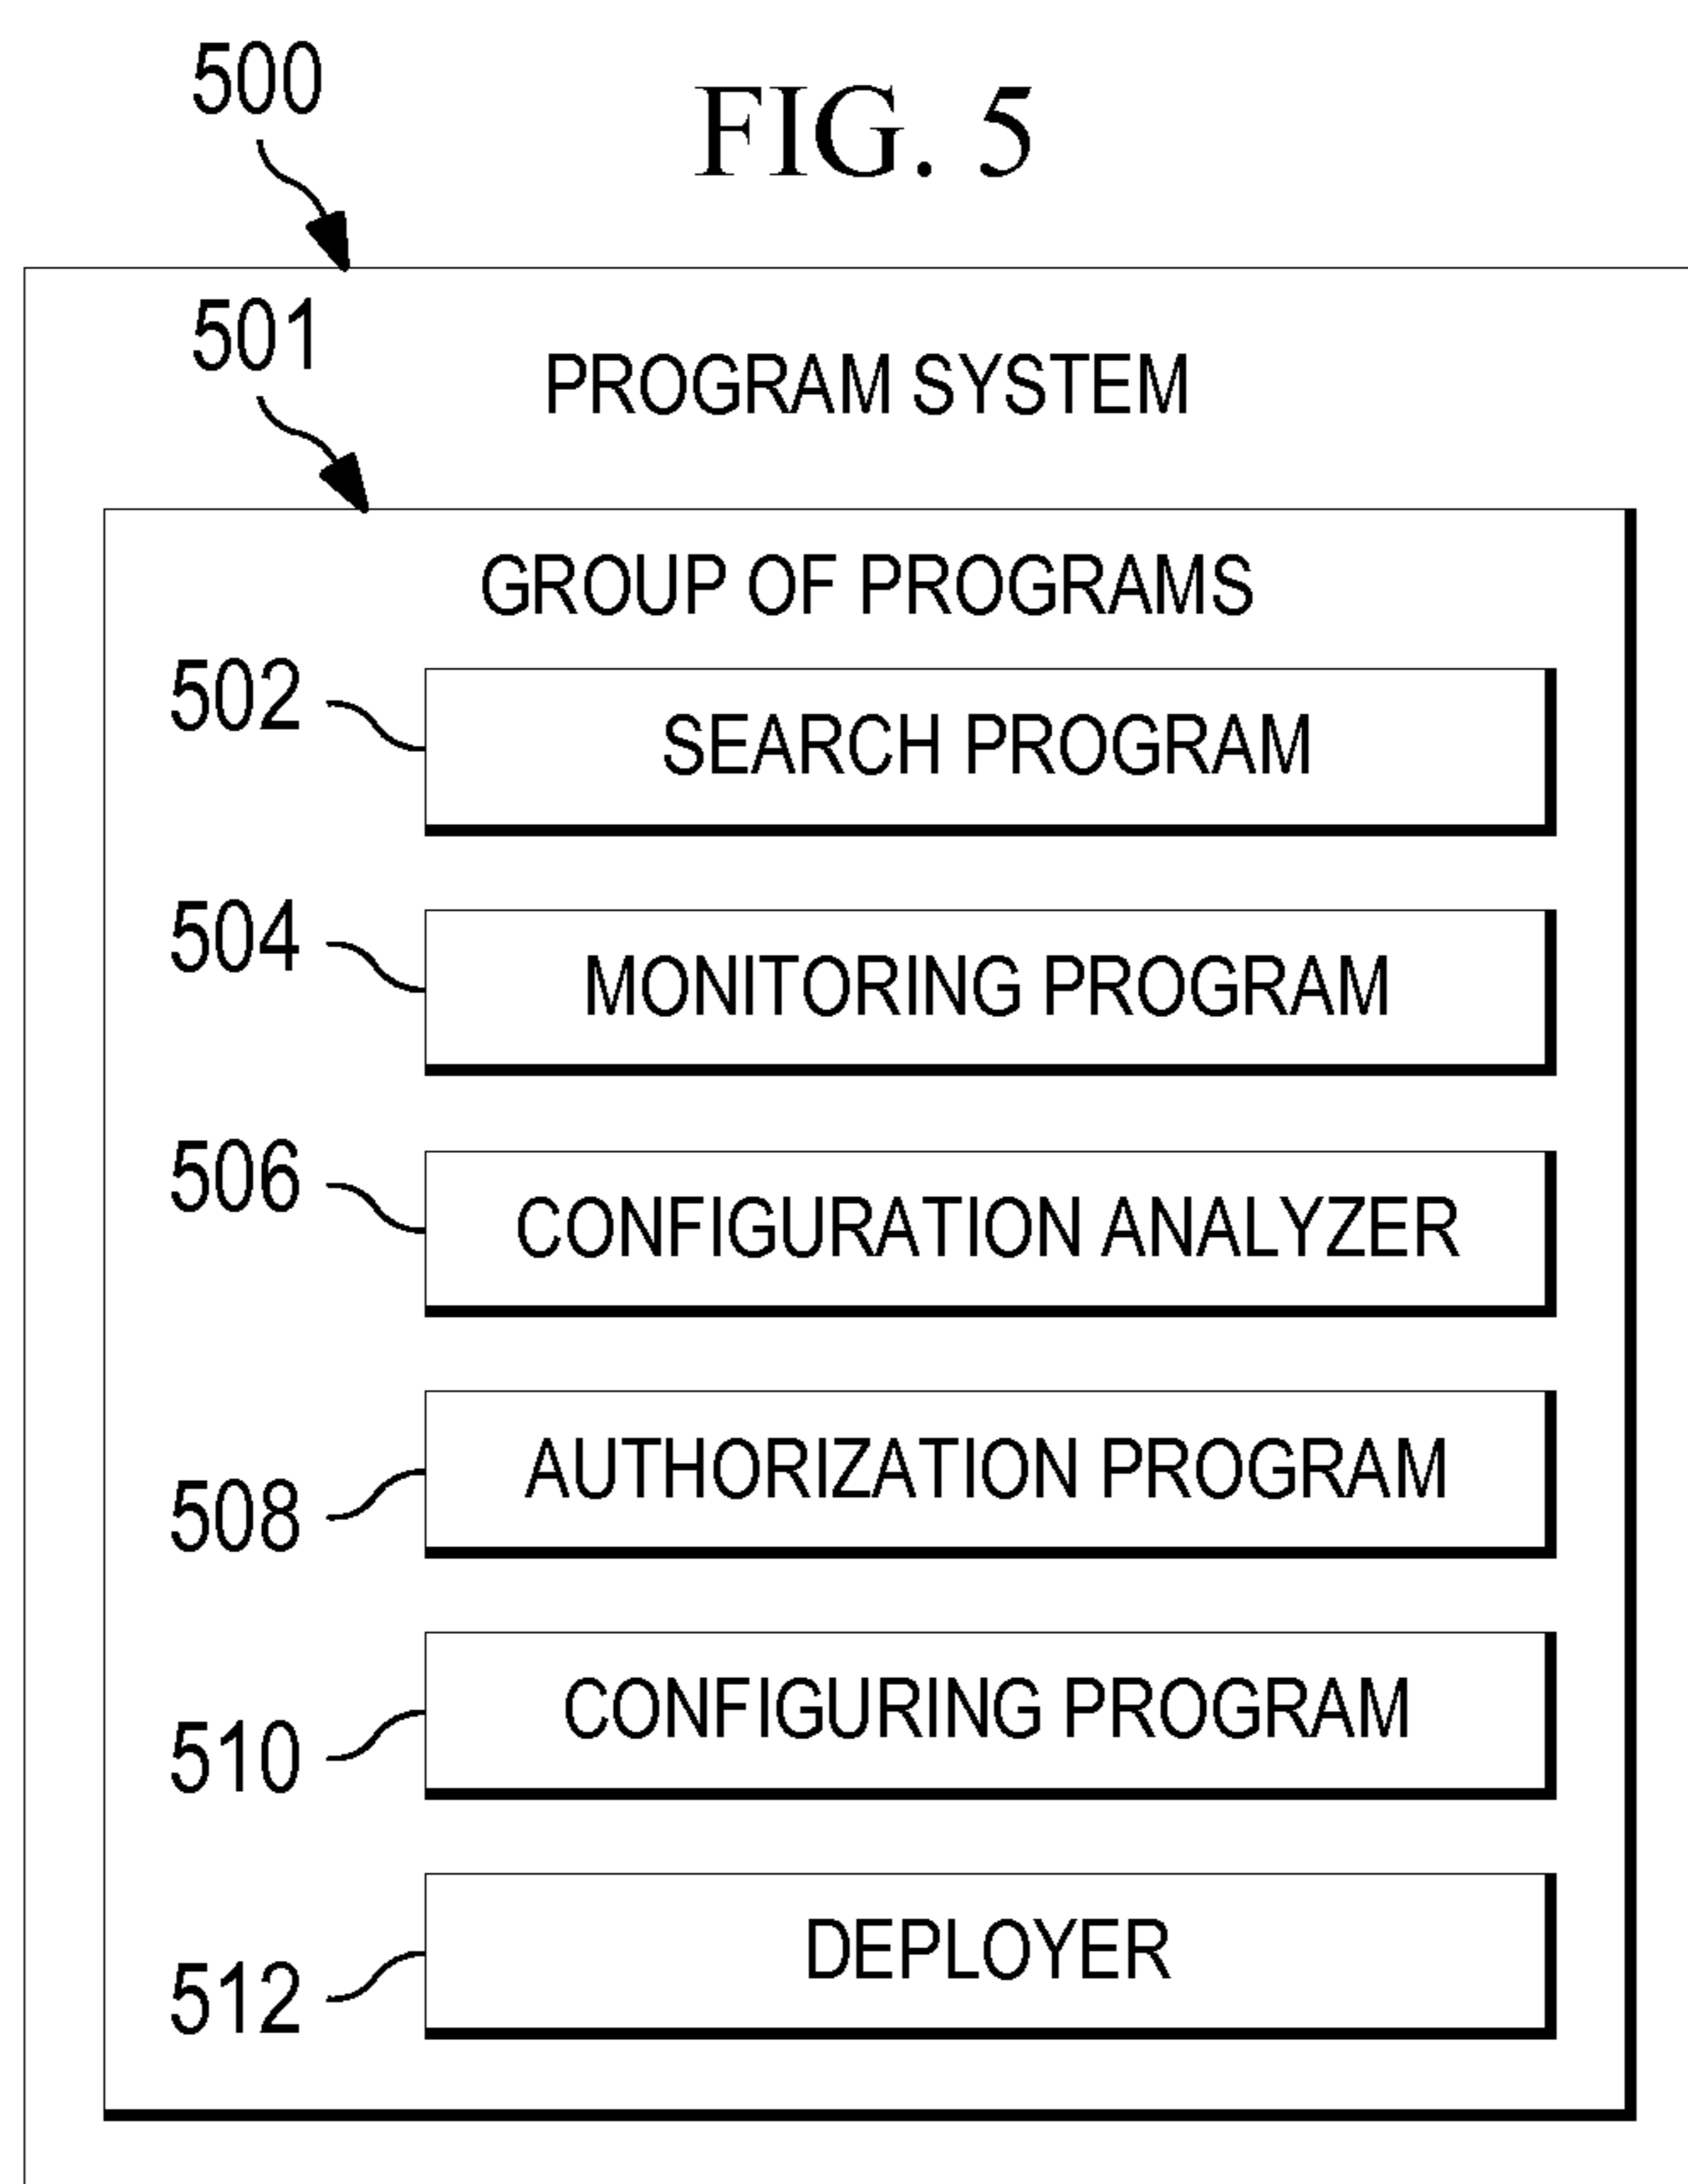 500
FIG. 5
501
PROGRAM SYSTEM
GROUP OF PROGRAMS
502
SEARCH PROGRAM
504
MONITORING PROGRAM
506
CONFIGURATION ANALYZER
508
AUTHORIZATION PROGRAM
510
CONFIGURING PROGRAM
512
DEPLOYER